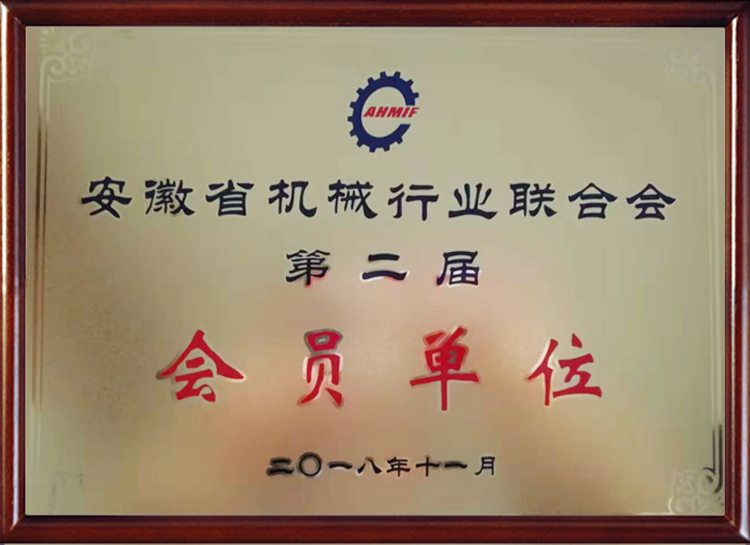 AHMIF
安徽省机械行业联合会
第二届
会员单位
二〇一八年十一月